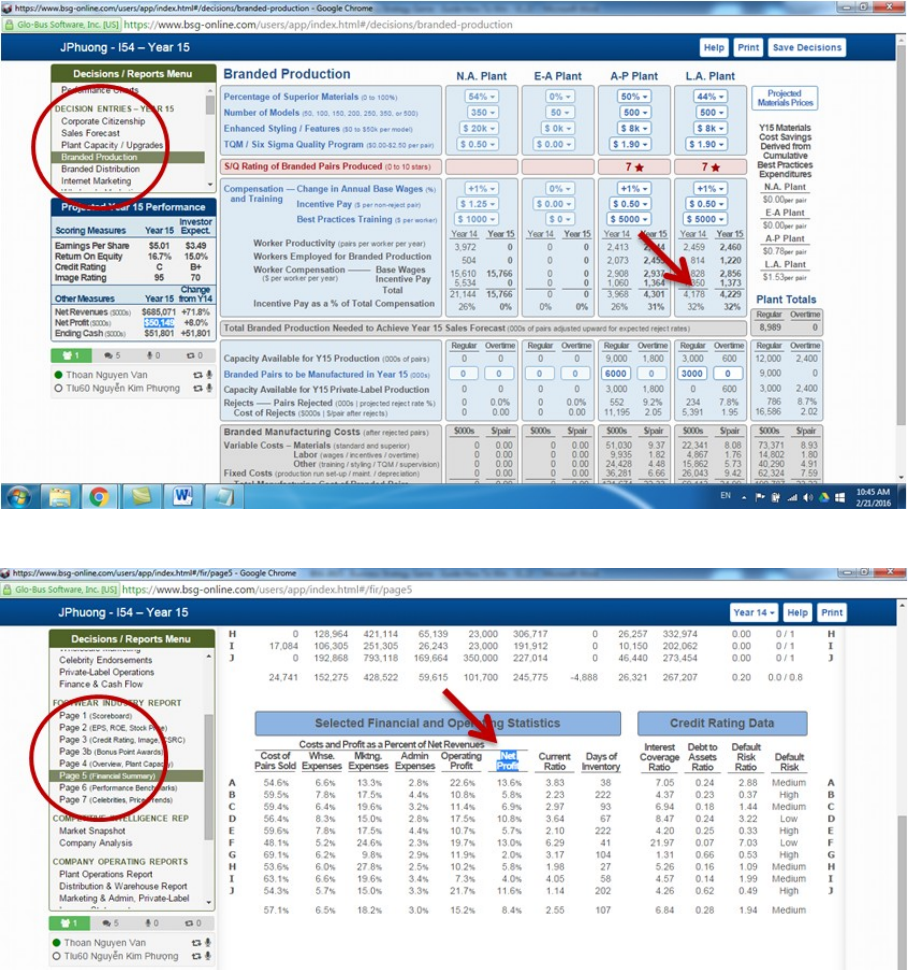 https://www.bsg-online.com/users/app/index.html#/decisions/branded-production - Google Chrome
Glo-Bus Software, Inc. [US] https://www.bsg-online.com/users/app/index.html#/decisions/branded-production
JPhuong - I54 – Year 15 Help Print Save Decisions
Decisions / Reports Menu
Performance Charts
DECISION ENTRIES – YEAR 15
Corporate Citizenship
Sales Forecast
Plant Capacity / Upgrades
Branded Production
Branded Distribution
Internet Marketing
Projected Year 15 Performance
Scoring Measures Year 15 Investor Expect.
Earnings Per Share $5.01 $3.49
Return On Equity 16.7% 15.0%
Credit Rating C B+
Image Rating 95 70
Other Measures Year 15 Change from Y14
Net Revenues ($000s) $685,071 +71.8%
Net Profit ($000s) $50,149 +6.0%
Ending Cash ($000s) $51,801 +51,801
1 5 0 0
Thoan Nguyen Van
Tlu60 Nguyễn Kim Phượng
Branded Production N.A. Plant E-A Plant A-P Plant L.A. Plant
Percentage of Superior Materials (0 to 100%) 54% 0% 50% 44%
Number of Models (50, 100, 150, 200, 250, 350, or 500) 350 50 500 500
Enhanced Styling / Features ($0 to $50k per model) $ 20k $ 0k $ 8k $ 8k
TQM / Six Sigma Quality Program ($0.00-$2.50 per pair) $ 0.50 $ 0.00 $ 1.90 $ 1.90
S/Q Rating of Branded Pairs Produced (0 to 10 stars) 7 ★ 7 ★
Compensation — Change in Annual Base Wages (%) +1% 0% +1% +1%
and Training Incentive Pay ($ per non-reject pair) $ 1.25 $ 0.00 $ 0.50 $ 0.50
Best Practices Training ($ per worker) $ 1000 $ 0 $ 5000 $ 5000
Year 14 Year 15 Year 14 Year 15 Year 14 Year 15 Year 14 Year 15
Worker Productivity (pairs per worker per year) 3,972 0 0 0 2,413 2,459 2,460
Workers Employed for Branded Production 504 0 0 0 2,073 814 1,220
Worker Compensation —— Base Wages 15,610 15,766 0 0 2,908 2,937 2,856
($ per worker per year) Incentive Pay 5,534 0 0 0 1,060 1,364 1,373
Total 21,144 15,766 0 0 3,968 4,301 4,178 4,229
Incentive Pay as a % of Total Compensation 26% 0% 0% 0% 26% 31% 32% 32%
Total Branded Production Needed to Achieve Year 15 Sales Forecast (000s of pairs adjusted upward for expected reject rates)
Regular Overtime Regular Overtime Regular Overtime Regular Overtime
Capacity Available for Y15 Production (000s of pairs) 0 0 0 0 9,000 1,800 3,000 600 12,000 2,400
Branded Pairs to be Manufactured in Year 15 (000s) 0 0 0 0 6000 0 3000 0 9,000 0
Capacity Available for Y15 Private-Label Production 0 0 0 0 3,000 1,800 0 600 3,000 2,400
Rejects —— Pairs Rejected (000s | projected reject rate %) 0 0.0% 0 0.0% 552 9.2% 234 7.8% 786 8.7%
Cost of Rejects ($000s | $/pair after rejects) 0 0.00 0 0.00 11,195 2.05 5,391 1.95 16,586 2.02
Branded Manufacturing Costs (after rejected pairs) $000s $/pair $000s $/pair $000s $/pair $000s $/pair $000s $/pair
Variable Costs – Materials (standard and superior) 0 0.00 0 0.00 51,030 9.37 22,341 8.08 73,371 8.93
Labor (wages / incentives / overtime) 0 0.00 0 0.00 9,935 1.82 4,867 1.76 14,802 1.80
Other (training / styling / TQM / supervision) 0 0.00 0 0.00 24,428 4.48 15,862 5.73 40,290 4.91
Fixed Costs (production run set-up / maint. / depreciation) 0 0.00 0 0.00 36,281 6.66 26,043 9.42 62,324 7.59
Projected
Materials Prices
Y15 Materials
Cost Savings
Derived from
Cumulative
Best Practices
Expenditures
N.A. Plant
$0.00per pair
E-A Plant
$0.00per pair
A-P Plant
$0.78per pair
L.A. Plant
$1.53per pair
Plant Totals
Regular Overtime
8,989 0
EN 10:45 AM
2/21/2016
https://www.bsg-online.com/users/app/index.html#/fir/page5 - Google Chrome
Glo-Bus Software, Inc. [US] https://www.bsg-online.com/users/app/index.html#/fir/page5
JPhuong - I54 – Year 15 Year 14 Help Print
Decisions / Reports Menu
Celebrity Endorsements
Private-Label Operations
Finance & Cash Flow
FOOTWEAR INDUSTRY REPORT
Page 1 (Scoreboard)
Page 2 (EPS, ROE, Stock Price)
Page 3 (Credit Rating, Image, CSRC)
Page 3b (Bonus Point Awards)
Page 4 (Overview, Plant Capacity)
Page 5 (Financial Summary)
Page 6 (Performance Benchmarks)
Page 7 (Celebrities, Price Trends)
COMPETITIVE INTELLIGENCE REP
Market Snapshot
Company Analysis
COMPANY OPERATING REPORTS
Plant Operations Report
Distribution & Warehouse Report
Marketing & Admin, Private-Label
1 5 0 0
Thoan Nguyen Van
Tlu60 Nguyễn Kim Phượng
H 0 128,964 421,114 65,139 23,000 306,717 0 26,257 332,974 0.00 0 / 1 H
I 17,084 106,305 251,305 26,243 23,000 191,912 0 10,150 202,062 0.00 0 / 1 I
J 0 192,868 793,118 169,664 350,000 227,014 0 46,440 273,454 0.00 0 / 1 J
24,741 152,275 428,522 59,615 101,700 245,775 -4,888 26,321 267,207 0.20 0.0 / 0.8
Selected Financial and Operating Statistics Credit Rating Data
Costs and Profit as a Percent of Net Revenues
Cost of Pairs Sold Whse. Expenses Mktng. Expenses Admin Expenses Operating Profit Net Profit Current Ratio Days of Inventory Interest Coverage Ratio Debt to Assets Ratio Default Risk Ratio Default Risk
A 54.6% 6.6% 13.3% 2.8% 22.6% 13.6% 3.83 38 7.05 0.24 2.88 Medium A
B 59.5% 7.8% 17.5% 4.4% 10.8% 5.8% 2.23 222 4.37 0.23 0.37 High B
C 59.4% 6.4% 19.6% 3.2% 11.4% 6.9% 2.97 93 6.94 0.18 1.44 Medium C
D 56.4% 8.3% 15.0% 2.8% 17.5% 10.8% 3.64 67 8.47 0.24 3.22 Low D
E 59.6% 7.8% 17.5% 4.4% 10.7% 5.7% 2.10 222 4.20 0.25 0.33 High E
F 48.1% 5.2% 24.6% 2.3% 19.7% 13.0% 6.29 41 21.97 0.07 7.03 Low F
G 69.1% 6.2% 9.8% 2.9% 11.9% 2.0% 3.17 104 1.31 0.66 0.53 High G
H 53.6% 6.0% 27.8% 2.5% 10.2% 5.8% 1.98 27 5.26 0.16 1.09 Medium H
I 63.1% 6.6% 19.6% 3.4% 7.3% 4.0% 4.05 58 4.57 0.14 1.99 Medium I
J 54.3% 5.7% 15.0% 3.3% 21.7% 11.6% 1.14 202 4.26 0.62 0.49 High J
57.1% 6.5% 18.2% 3.0% 15.2% 8.4% 2.55 107 6.84 0.28 1.94 Medium